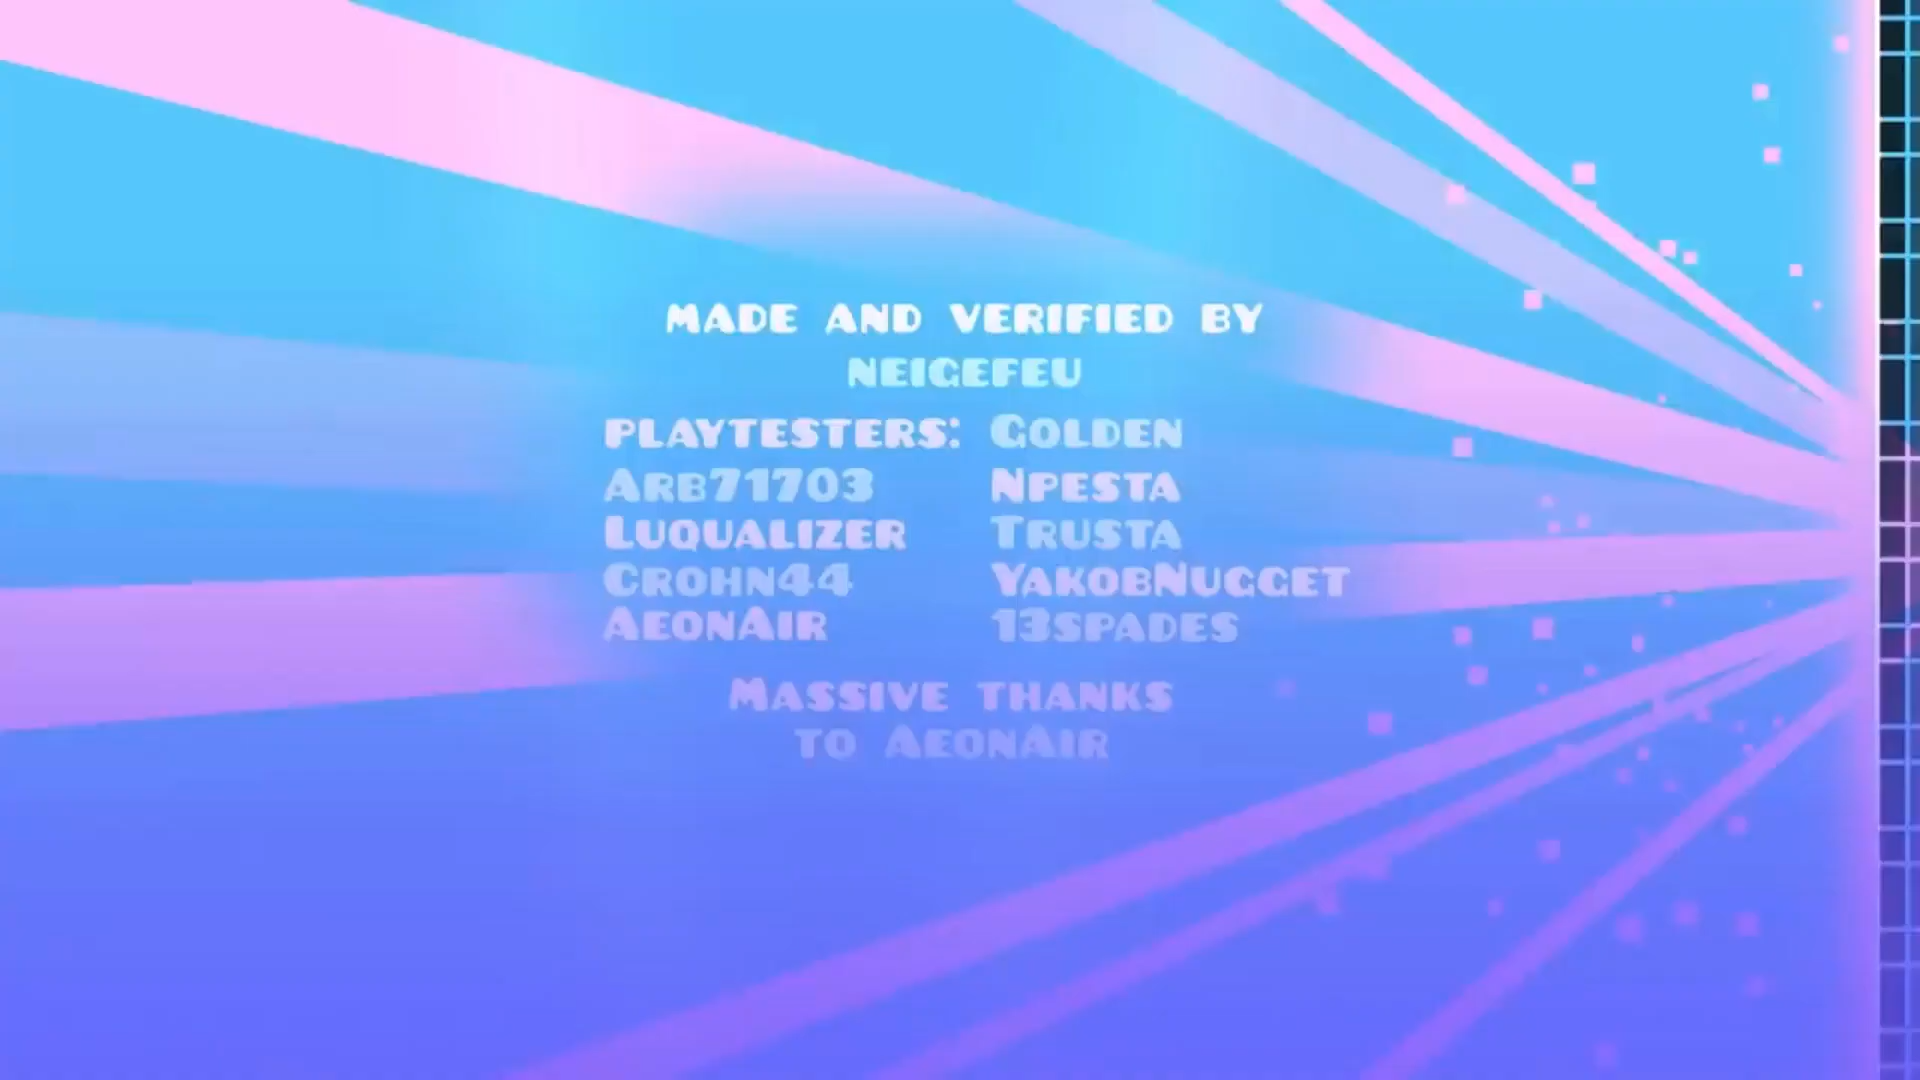 MADE AND VERIFIED BY
NEIGEFEU
PLAYTESTERS: GOLDEN
ARB71703 NPESTA
LUQUALIZER TRUSTA
CROHN44 YAKOBNUGGET
AEONAIR 13SPADES
MASSIVE THANKS
TO AEONAIR